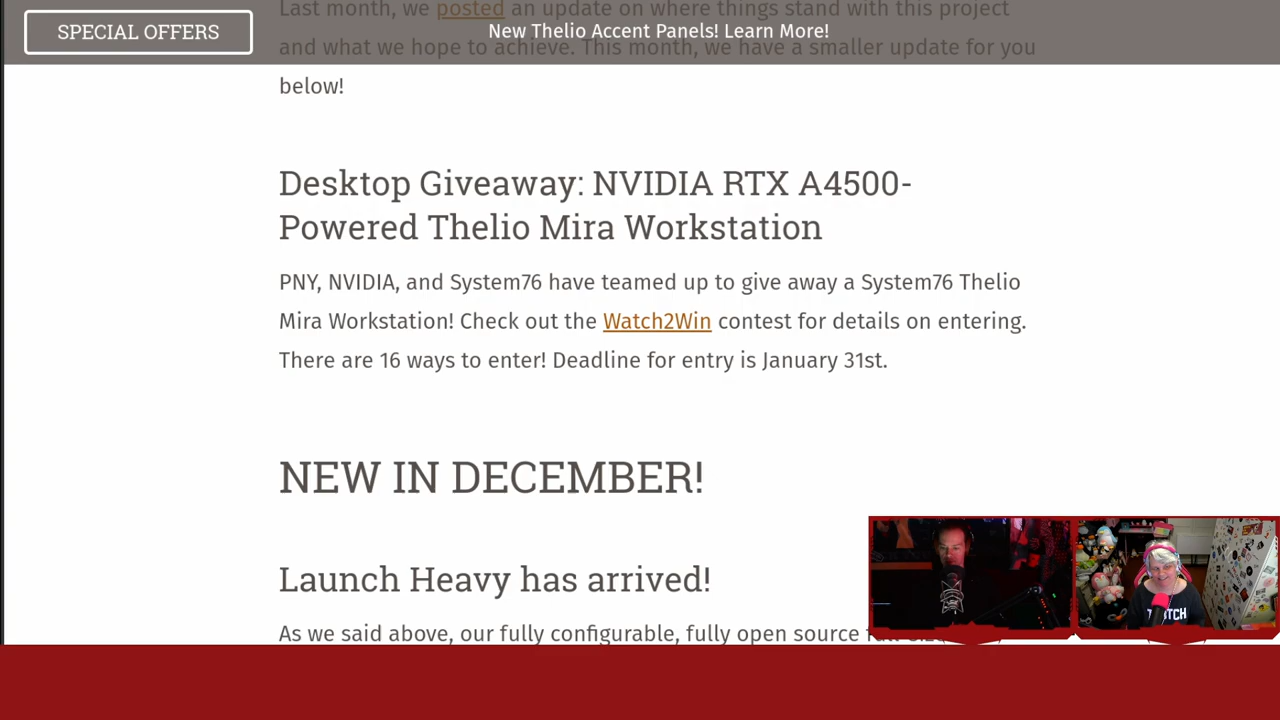 Last month, we posted an update on where things stand with this project
SPECIAL OFFERS
New Thelio Accent Panels! Learn More!
and what we hope to achieve. This month, we have a smaller update for you
below!
Desktop Giveaway: NVIDIA RTX A4500-
Powered Thelio Mira Workstation
PNY, NVIDIA, and System76 have teamed up to give away a System76 Thelio
Mira Workstation! Check out the Watch2Win contest for details on entering.
There are 16 ways to enter! Deadline for entry is January 31st.
NEW IN DECEMBER!
Launch Heavy has arrived!
As we said above, our fully configurable, fully open source